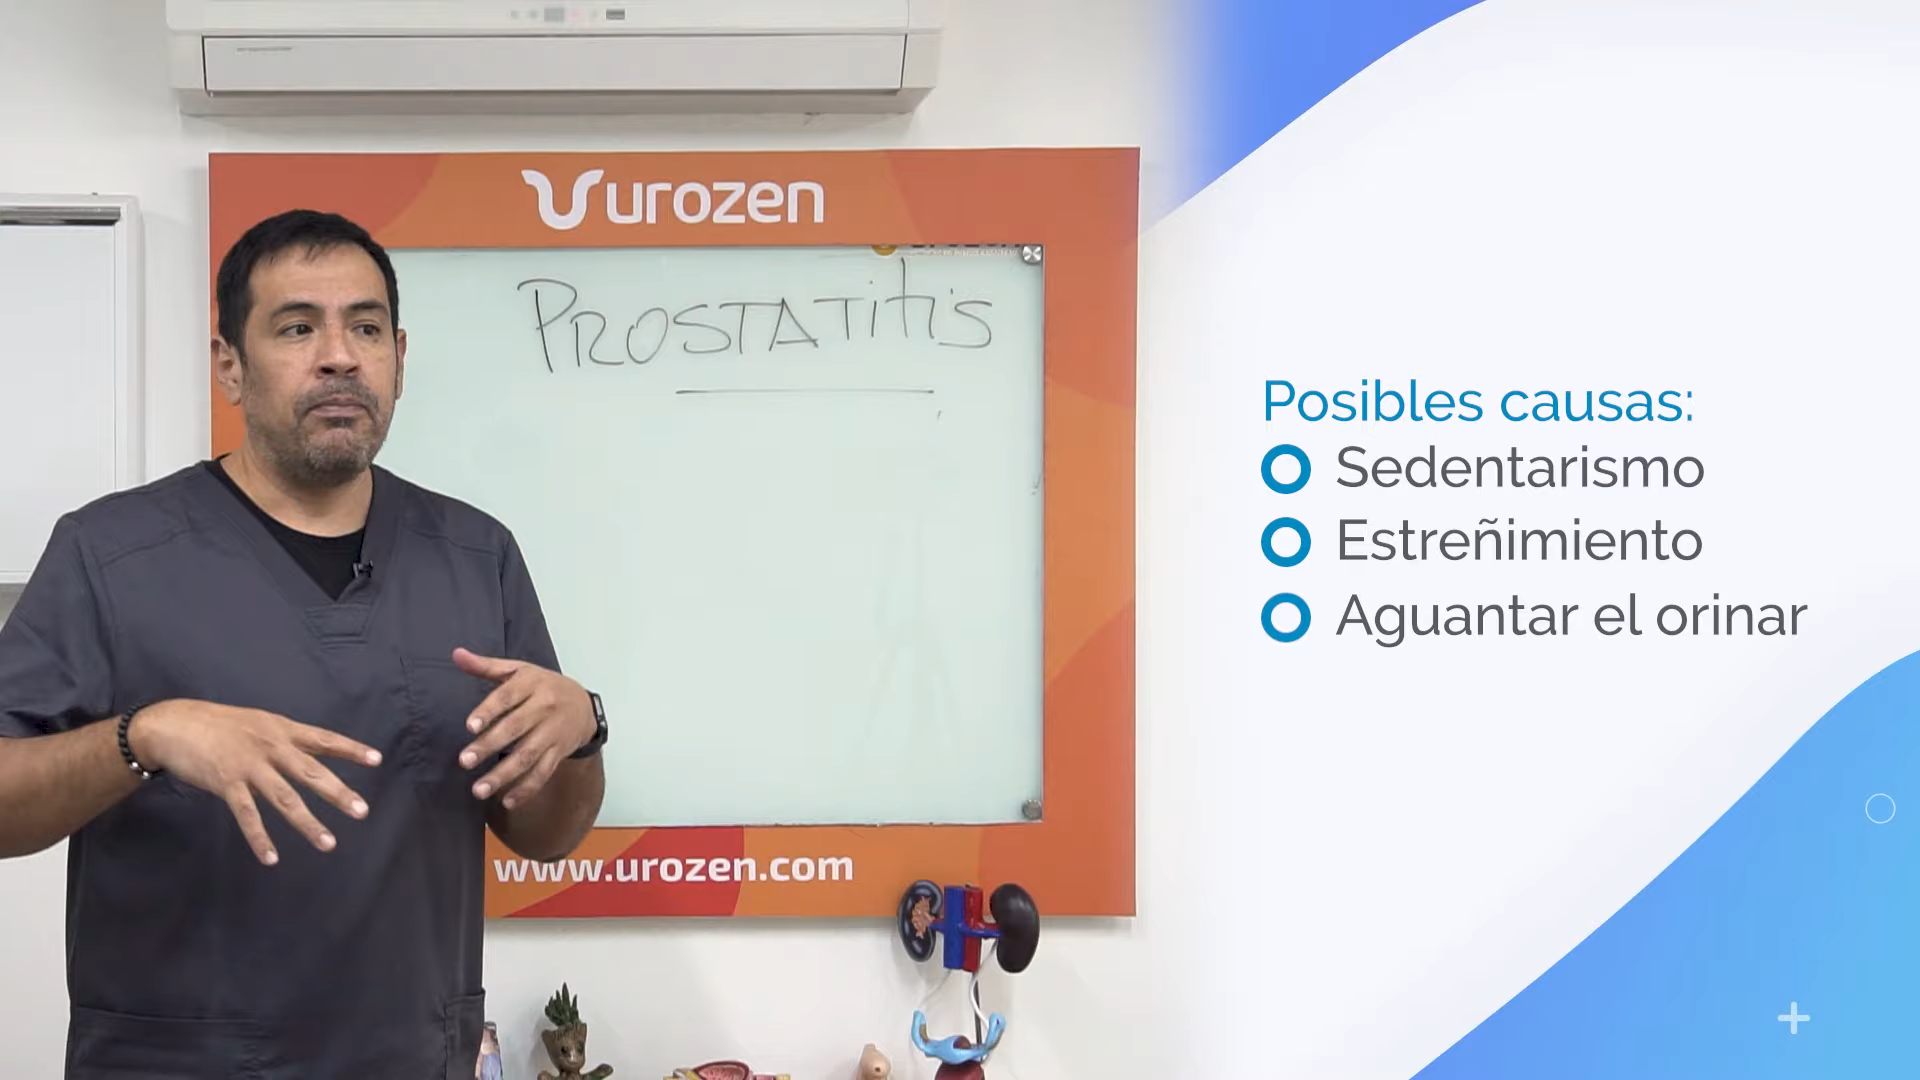 urozen
PROSTATITIS
www.urozen.com
Posibles causas:
Sedentarismo
Estreñimiento
Aguantar el orinar